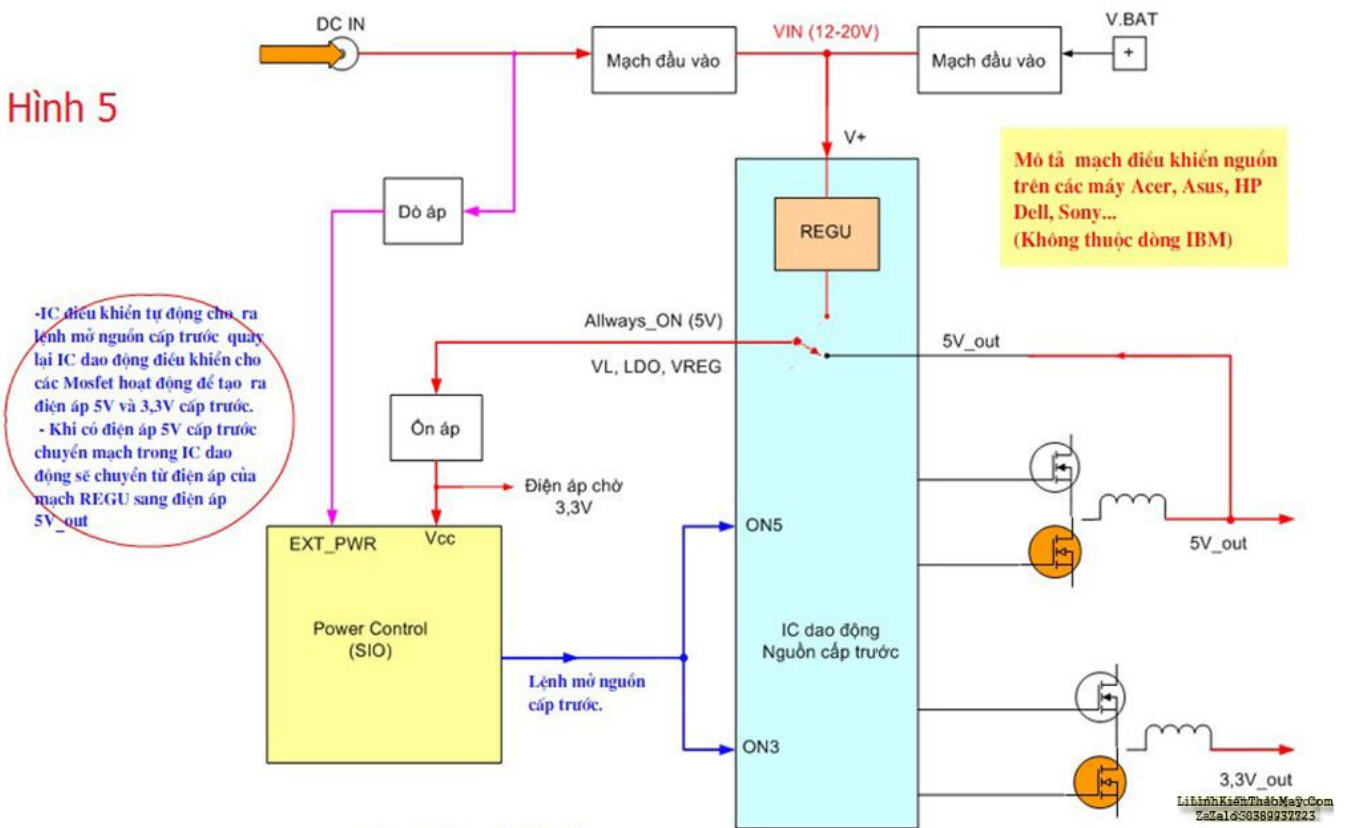 DC IN
V.BAT
VIN (12-20V)
Mạch đầu vào
Mạch đầu vào
+
Hình 5
V+
Mô tả mạch điều khiển nguồn
trên các máy Acer, Asus, HP
Dell, Sony...
(Không thuộc dòng IBM)
Dò áp
REGU
-IC điều khiển tự động cho ra
lệnh mở nguồn cấp trước quay
lại IC dao động điều khiển cho
các Mosfet hoạt động để tạo ra
điện áp 5V và 3,3V cấp trước.
- Khi có điện áp 5V cấp trước
chuyển mạch trong IC dao
động sẽ chuyển từ điện áp của
mạch REGU sang điện áp
5V_out
Allways_ON (5V)
VL, LDO, VREG
5V_out
Ổn áp
Điện áp chờ
3,3V
EXT_PWR
Vcc
ON5
5V_out
Power Control
(SIO)
IC dao động
Nguồn cấp trước
Lệnh mở nguồn
cấp trước.
ON3
3,3V_out